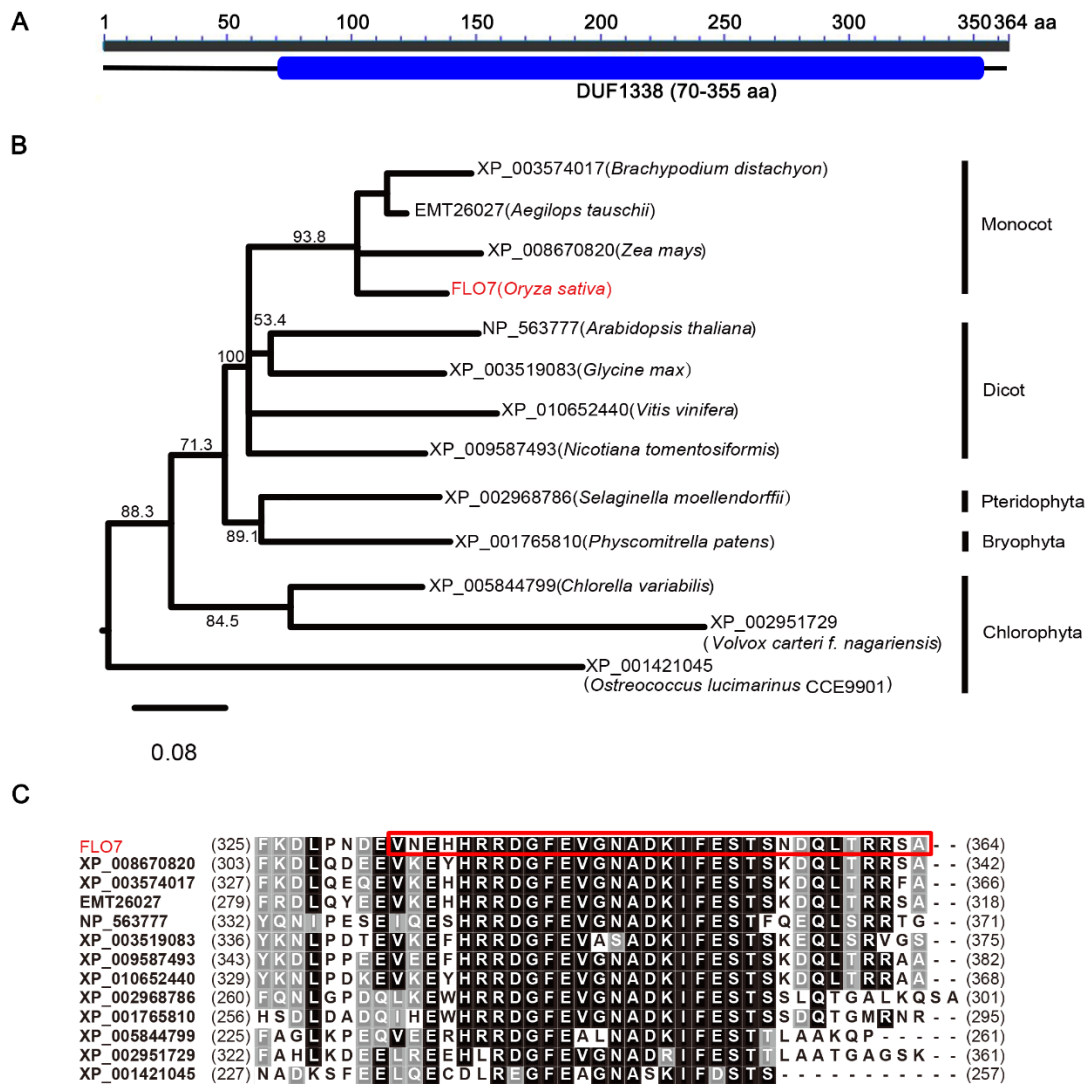 A
1 50 100 150 200 250 300 350 364 aa
DUF1338 (70-355 aa)
B
XP_003574017(Brachypodium distachyon)
EMT26027(Aegilops tauschii)
Monocot
93.8
XP_008670820(Zea mays)
FLO7(Oryza sativa)
53.4
NP_563777(Arabidopsis thaliana)
100
XP_003519083(Glycine max)
Dicot
XP_010652440(Vitis vinifera)
71.3
XP_009587493(Nicotiana tomentosiformis)
XP_002968786(Selaginella moellendorffii)
Pteridophyta
88.3
89.1
XP_001765810(Physcomitrella patens)
Bryophyta
XP_005844799(Chlorella variabilis)
84.5
XP_002951729
(Volvox carteri f. nagariensis)
Chlorophyta
XP_001421045
(Ostreococcus lucimarinus CCE9901)
0.08
C
FLO7 (325) FKDLPNDEVNEHHRRDGFEVGNADKIFESTSNDQLTRRSA-- (364)
XP_008670820 (303) FKDLQDEEVKEYHRRDGFEVGNADKIFESTSKDQLTRRSA-- (342)
XP_003574017 (327) FKDLQEQEVKEHHRRDGFEVGNADKIFESTSKDQLTRRFA-- (366)
EMT26027 (279) FRDLQYEEVKEHHRRDGFEVGNADKIFESTSKDQLTRRSA-- (318)
NP_563777 (332) YQNIPESEIQESHRRDGFEVGNADKIFESTFQEQLSRRTG-- (371)
XP_003519083 (336) YKNLPDTEVKEFHRRDGFEVASADKIFESTSKEQLSRVGS-- (375)
XP_009587493 (343) YKDLPPEEVEEFHRRDGFEVGNADKIFESTSKDQLTRRAA-- (382)
XP_010652440 (329) YKNLPDKEVKEYHRRDGFEVGNADKIFESTSKDQLTRRAA-- (368)
XP_002968786 (260) FQNLGPDQLKEWHRRDGFEVGNADKIFESTSSLQTGALKQSA (301)
XP_001765810 (256) HSDLDADQIHEWHRRDGFEVGNADKIFESTSSDQTGMRNR-- (295)
XP_005844799 (225) FAGLKPEQVEERHRRDGFEALNADKIFESTTLAAKQP----- (261)
XP_002951729 (322) FAHLKDEELREEHLRDGFEVGNADRIFESTTLAATGAGSK-- (361)
XP_001421045 (227) NADKSFEELQECDLREGFEAGNASKIFDSTS----------- (257)